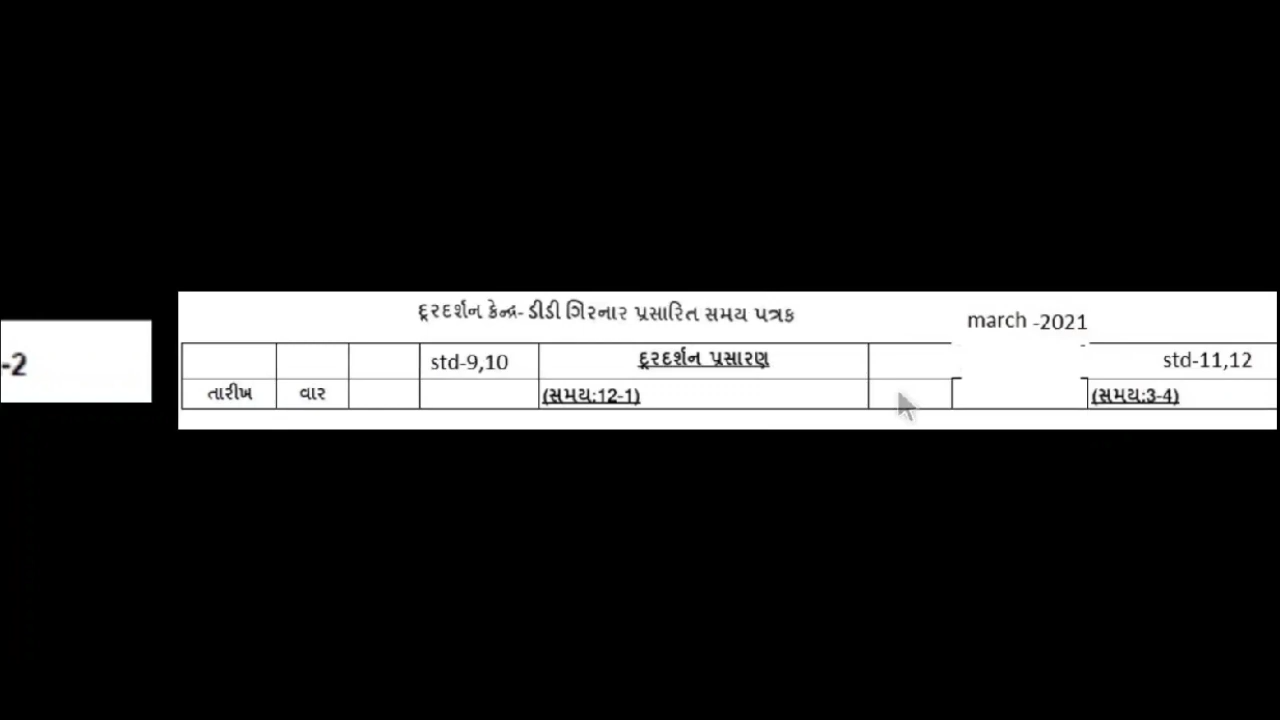 દૂરદર્શન કેન્દ્ર- ડીડી ગિરનાર પ્રસારિત સમય પત્રક
march -2021
-2
std-9,10 દૂરદર્શન પ્રસારણ std-11,12
તારીખ વાર (સમય:12-1) (સમય:3-4)